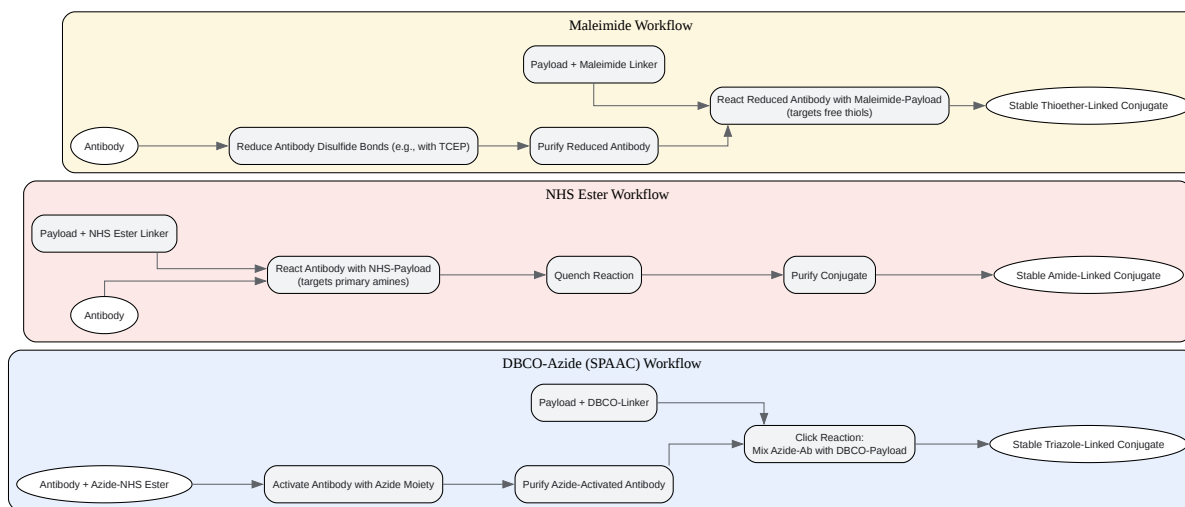 Maleimide Workflow
Payload + Maleimide Linker
React Reduced Antibody with Maleimide-Payload
(targets free thiols)
Stable Thioether-Linked Conjugate
Antibody
Reduce Antibody Disulfide Bonds (e.g., with TCEP)
Purify Reduced Antibody
NHS Ester Workflow
Payload + NHS Ester Linker
React Antibody with NHS-Payload
(targets primary amines)
Quench Reaction
Purify Conjugate
Stable Amide-Linked Conjugate
Antibody
DBCO-Azide (SPAAC) Workflow
Payload + DBCO-Linker
Click Reaction:
Mix Azide-Ab with DBCO-Payload
Stable Triazole-Linked Conjugate
Antibody + Azide-NHS Ester
Activate Antibody with Azide Moiety
Purify Azide-Activated Antibody